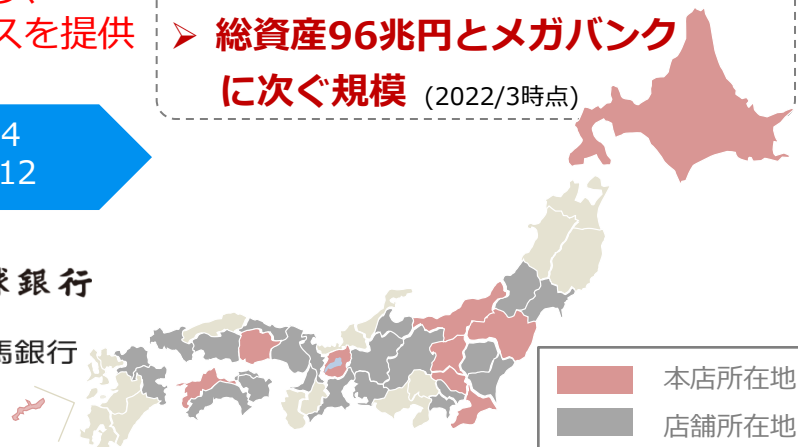 スを提供
➢ 総資産96兆円とメガバンク
に次ぐ規模 (2022/3時点)
4
12
球銀行
馬銀行
本店所在地
店舗所在地